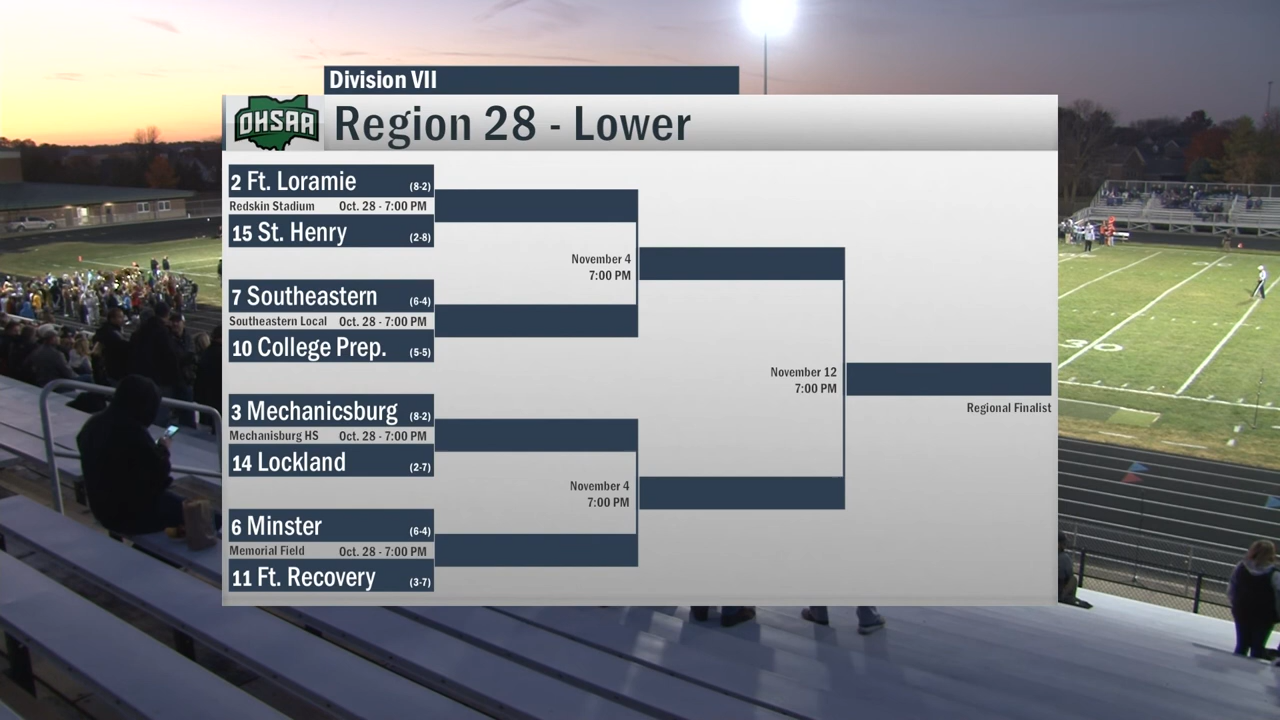 Division VII
OHSAA
Region 28 - Lower
2 Ft. Loramie (8-2)
Redskin Stadium Oct. 28 - 7:00 PM
15 St. Henry (2-8)
7 Southeastern (6-4)
Southeastern Local Oct. 28 - 7:00 PM
10 College Prep. (5-5)
3 Mechanicsburg (8-2)
Mechanisburg HS Oct. 28 - 7:00 PM
14 Lockland (2-7)
6 Minster (6-4)
Memorial Field Oct. 28 - 7:00 PM
11 Ft. Recovery (3-7)
November 4
7:00 PM
November 4
7:00 PM
November 12
7:00 PM
Regional Finalist
30